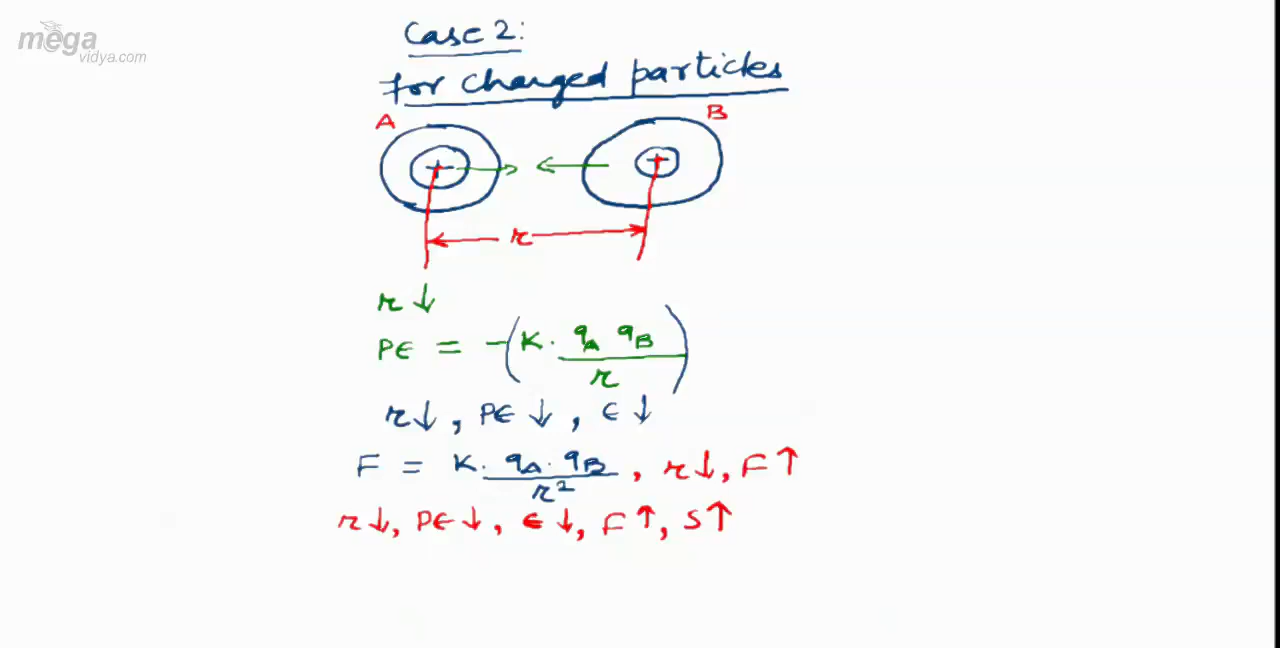 mega
vidya.com
Case 2:
for charged particles
A B
+ +
r
r ↓
PE = -(K. qA qB / r)
r↓, PE ↓, E ↓
F = K. qA. qB / r², r↓, F↑
r↓, PE↓, E↓, F↑, S↑